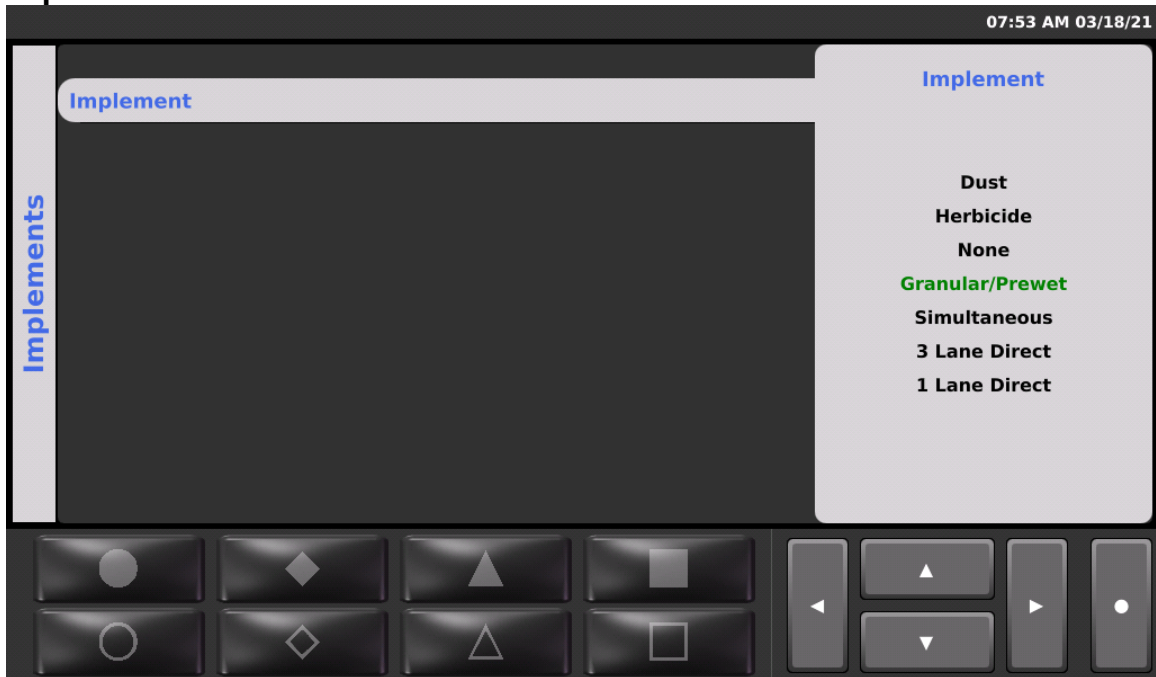 07:53 AM 03/18/21
Implements
Implement
Implement
Dust
Herbicide
None
Granular/Prewet
Simultaneous
3 Lane Direct
1 Lane Direct